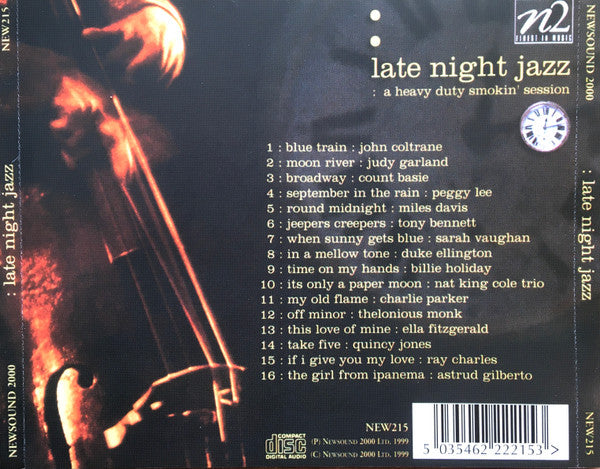 NEW215
: late night jazz
NEWSOUND 2000
n2
FINEST IN MUSIC
late night jazz
: a heavy duty smokin' session
1 : blue train : john coltrane
2 : moon river : judy garland
3 : broadway : count basie
4 : september in the rain : peggy lee
5 : round midnight : miles davis
6 : jeepers creepers : tony bennett
7 : when sunny gets blue : sarah vaughan
8 : in a mellow tone : duke ellington
9 : time on my hands : billie holiday
10 : its only a paper moon : nat king cole trio
11 : my old flame : charlie parker
12 : off minor : thelonious monk
13 : this love of mine : ella fitzgerald
14 : take five : quincy jones
15 : if i give you my love : ray charles
16 : the girl from ipanema : astrud gilberto
NEW215
COMPACT
disc
DIGITAL AUDIO
(P) NEWSOUND 2000 LTD. 1999
(C) NEWSOUND 2000 LTD. 1999
5 035462 222153 >
NEWSOUND 2000
: late night jazz
NEW215